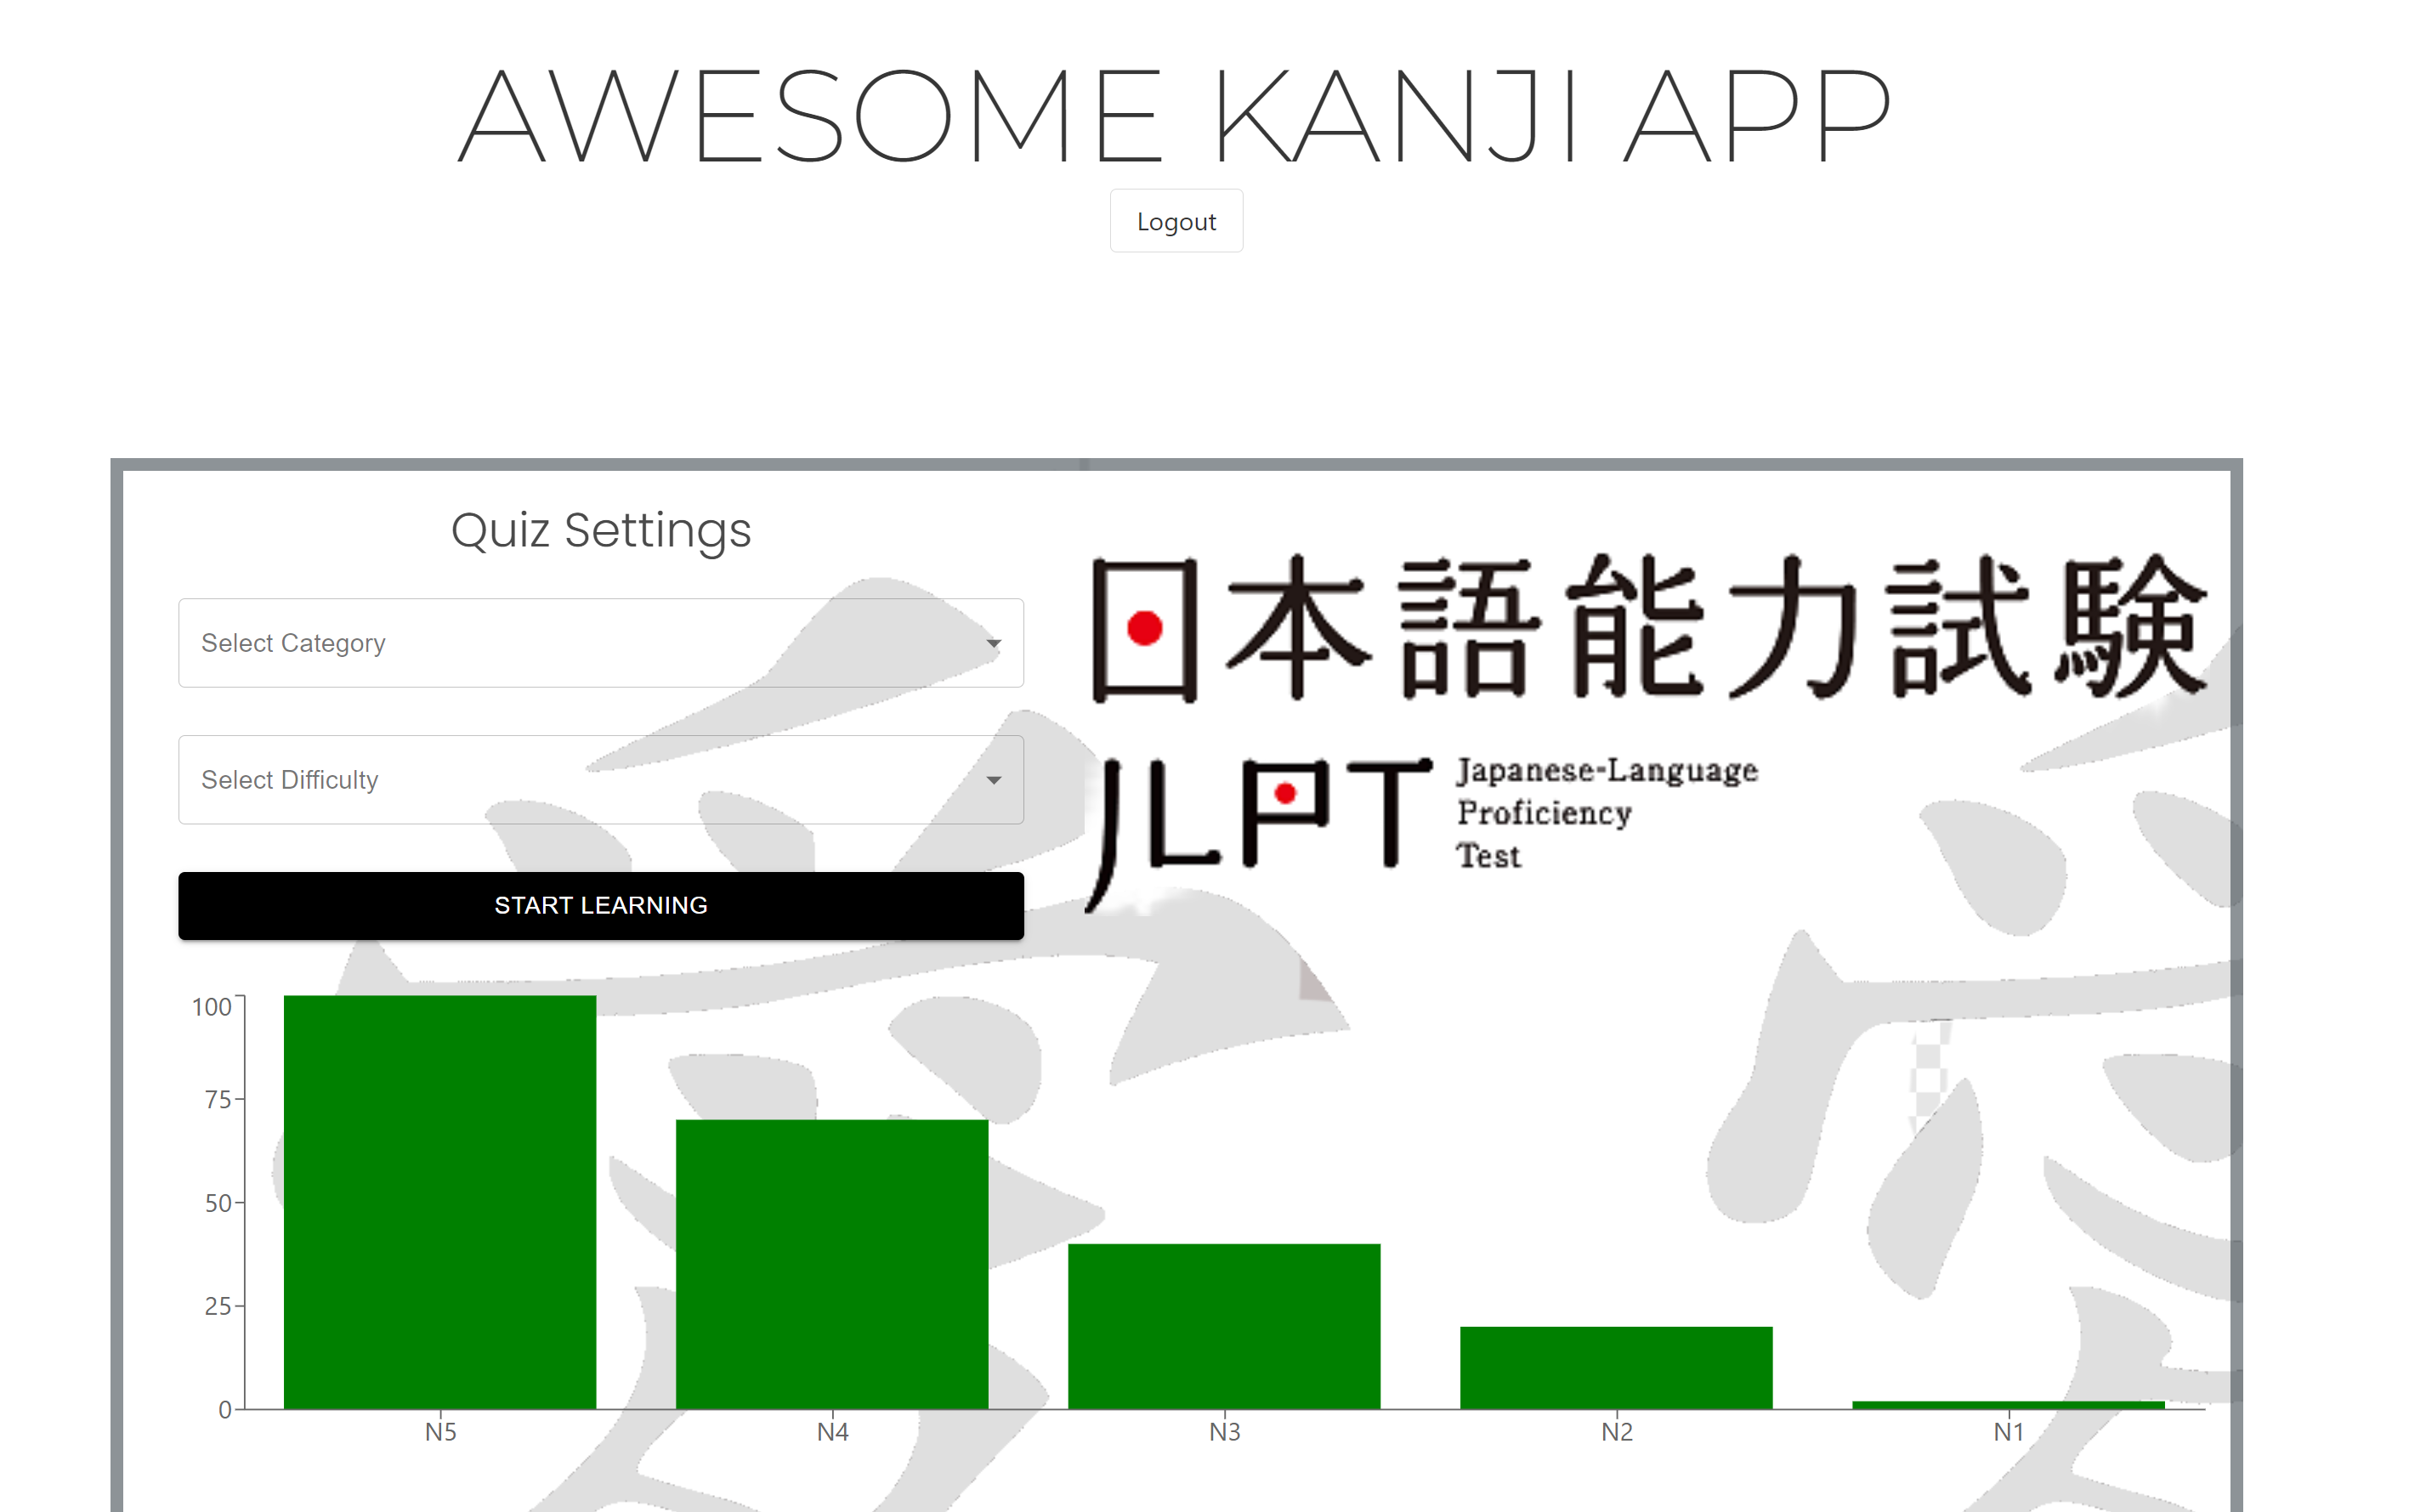 AWESOME KANJI APP
Logout
Quiz Settings
Select Category
Select Difficulty
START LEARNING
日本語能力試験
JLPT
Japanese-Language
Proficiency
Test
100
75
50
25
0
N5 N4 N3 N2 N1